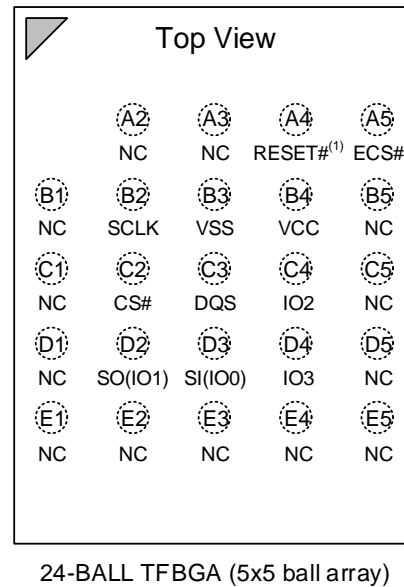 Top View
A2 A3 A4 A5
NC NC RESET#(1) ECS#
B1 B2 B3 B4 B5
NC SCLK VSS VCC NC
C1 C2 C3 C4 C5
NC CS# DQS IO2 NC
D1 D2 D3 D4 D5
NC SO(IO1) SI(IO0) IO3 NC
E1 E2 E3 E4 E5
NC NC NC NC NC
24-BALL TFBGA (5x5 ball array)